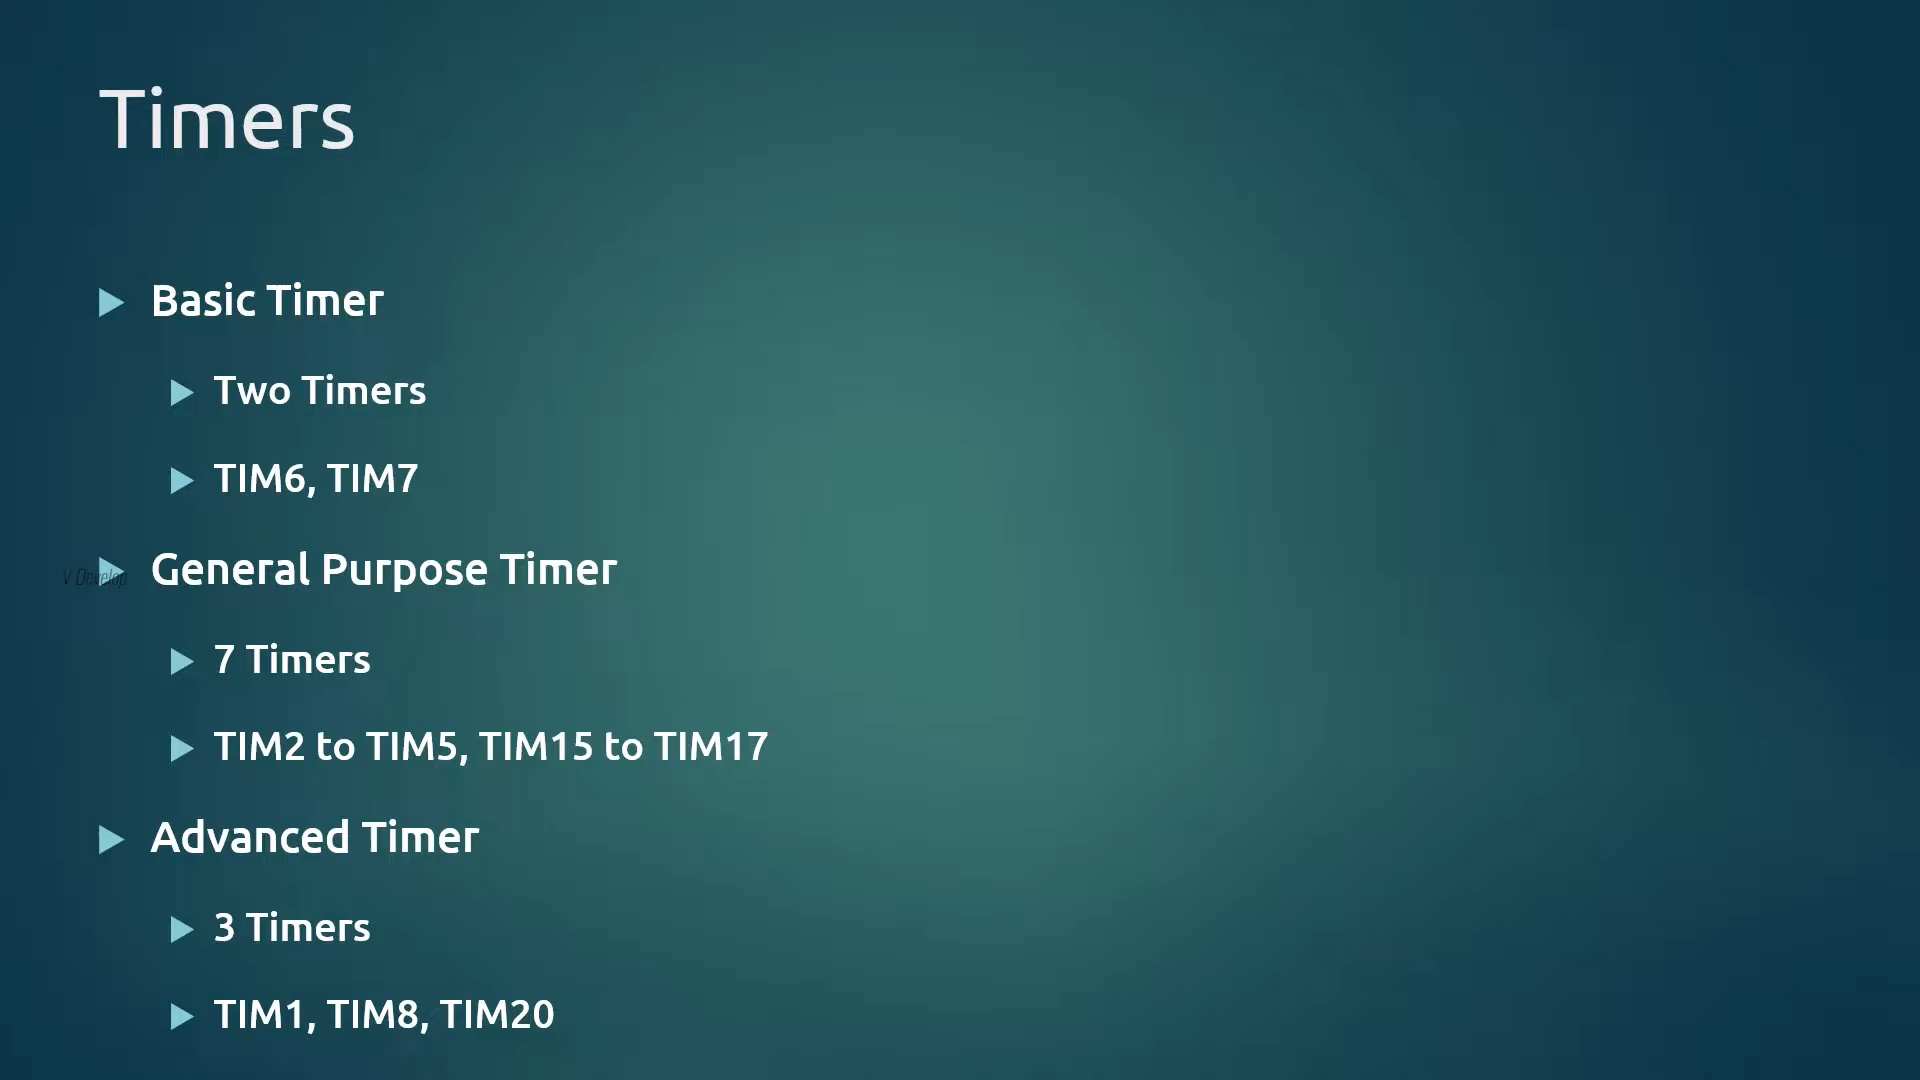 Timers
Basic Timer
Two Timers
TIM6, TIM7
V Develop
General Purpose Timer
7 Timers
TIM2 to TIM5, TIM15 to TIM17
Advanced Timer
3 Timers
TIM1, TIM8, TIM20